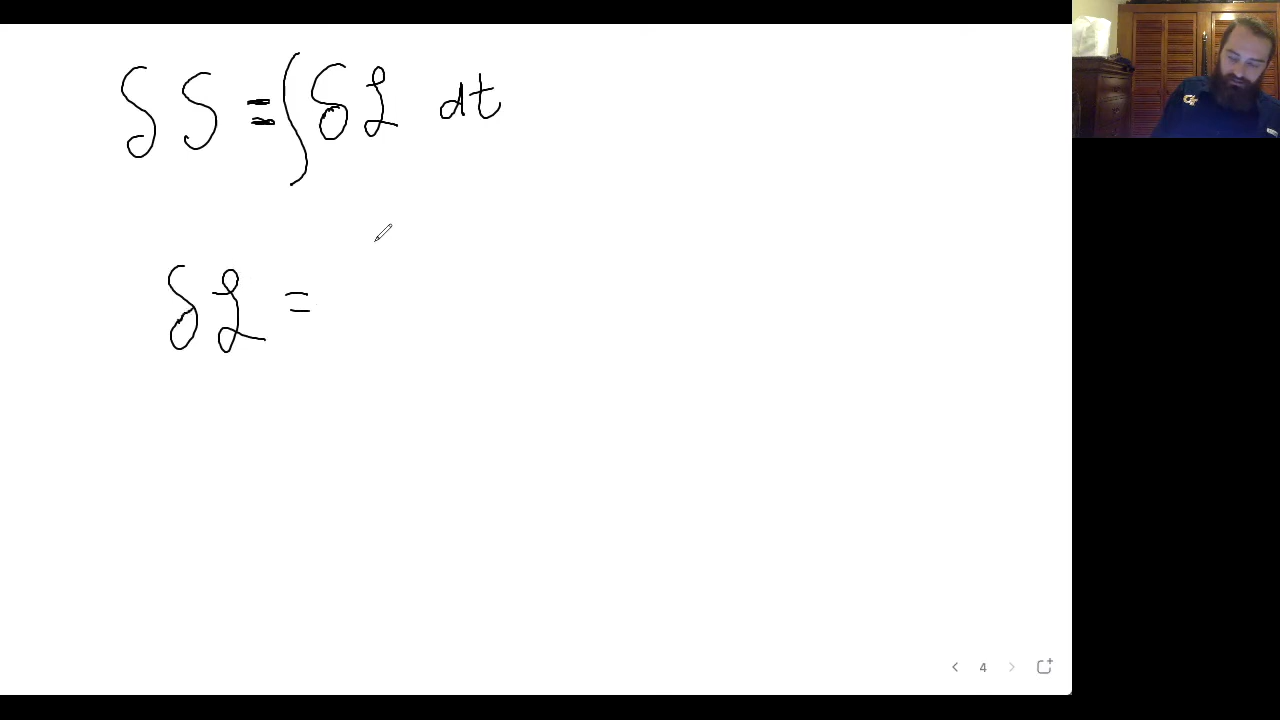 δS = ∫ δℒ dt
δℒ =
4